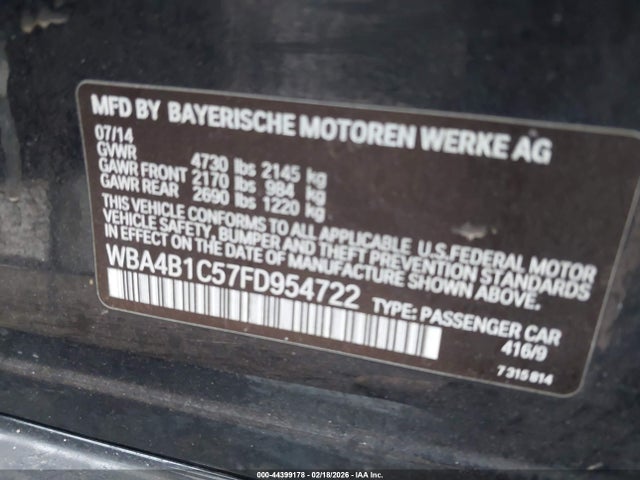 MFD BY BAYERISCHE MOTOREN WERKE AG
07/14
GVWR 4730 lbs 2145 kg
GAWR FRONT 2170 lbs 984 kg
GAWR REAR 2690 lbs 1220 kg
THIS VEHICLE CONFORMS TO ALL APPLICABLE U.S.FEDERAL MOTOR
VEHICLE SAFETY, BUMPER AND THEFT PREVENTION STANDARDS
IN EFFECT ON THE DATE OF MANUFACTURE SHOWN ABOVE
WBA4B1C57FD954722 TYPE: PASSENGER CAR
416/9
7 315 814
000-44399178 - 02/18/2026 - IAA Inc.